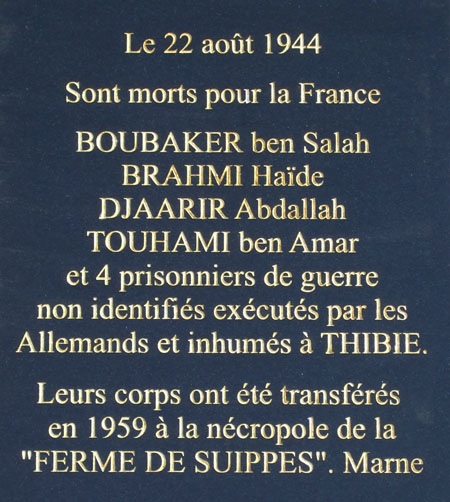 Le 22 août 1944
Sont morts pour la France
BOUBAKER ben Salah
BRAHMI Haïde
DJAARIR Abdallah
TOUHAMI ben Amar
et 4 prisonniers de guerre
non identifiés exécutés par les
Allemands et inhumés à THIBIE.
Leurs corps ont été transférés
en 1959 à la nécropole de la
"FERME DE SUIPPES". Marne